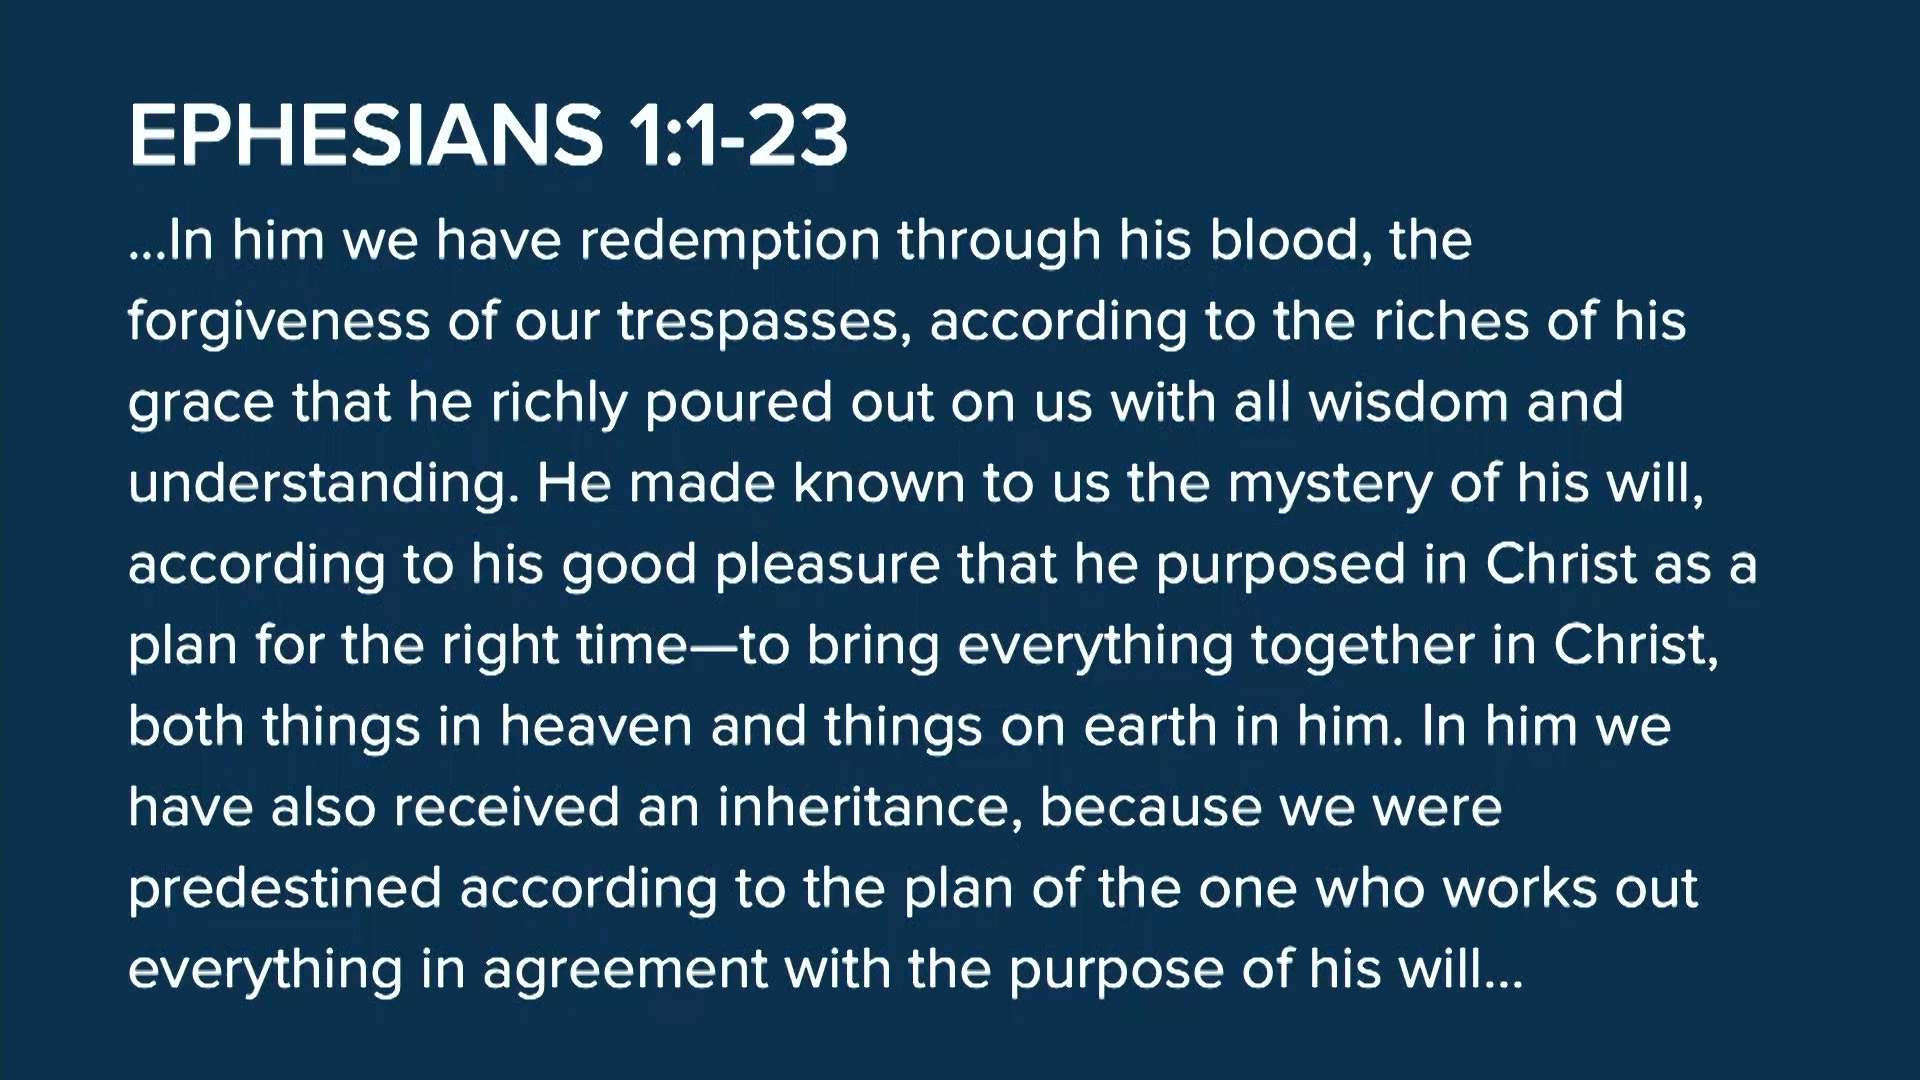 EPHESIANS 1:1-23
...In him we have redemption through his blood, the
forgiveness of our trespasses, according to the riches of his
grace that he richly poured out on us with all wisdom and
understanding. He made known to us the mystery of his will,
according to his good pleasure that he purposed in Christ as a
plan for the right time—to bring everything together in Christ,
both things in heaven and things on earth in him. In him we
have also received an inheritance, because we were
predestined according to the plan of the one who works out
everything in agreement with the purpose of his will...